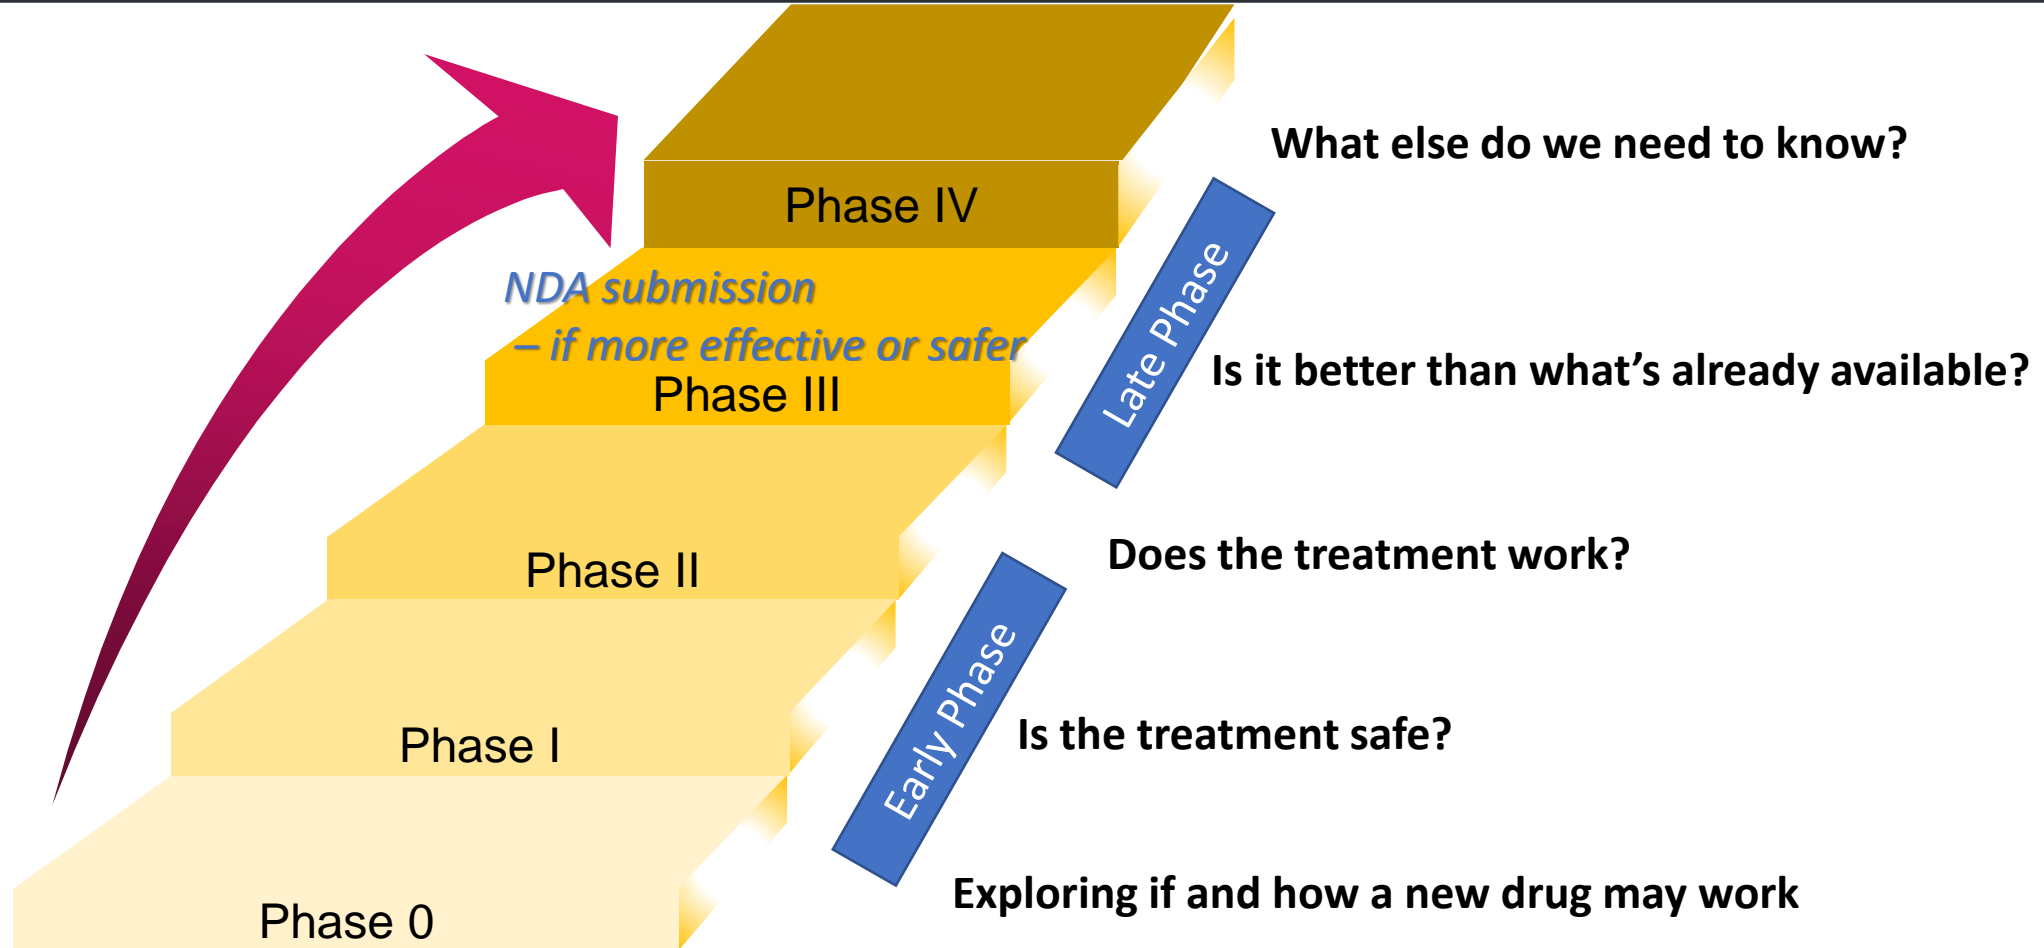 What else do we need to know?
Phase IV
NDA submission
– if more effective or safer
Late Phase
Is it better than what’s already available?
Phase III
Does the treatment work?
Phase II
Early Phase
Is the treatment safe?
Phase I
Exploring if and how a new drug may work
Phase 0